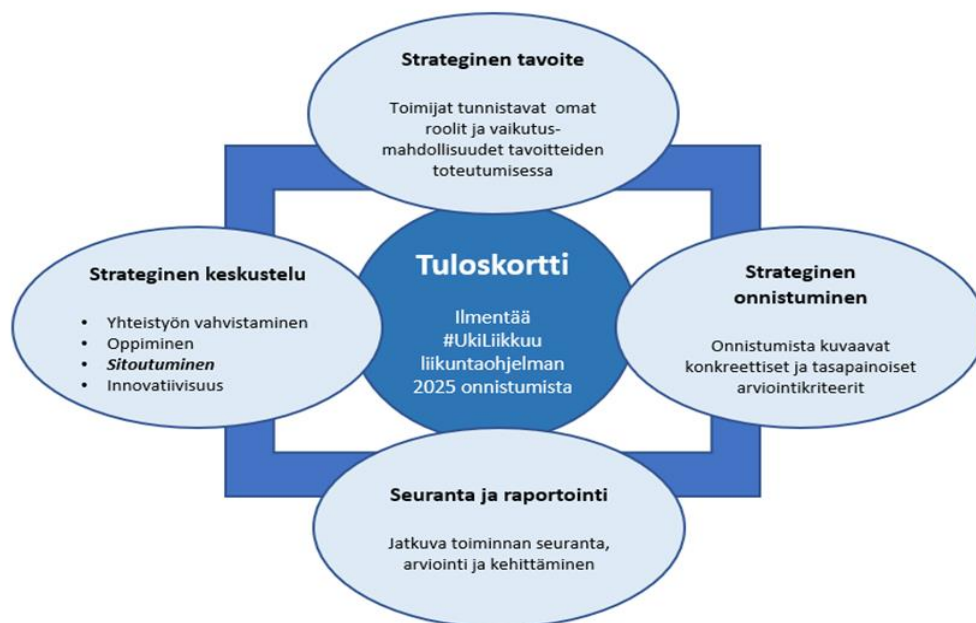 Strateginen tavoite
Toimijat tunnistavat omat
roolit ja vaikutus-
mahdollisuudet tavoitteiden
toteutumisessa
Strateginen keskustelu
• Yhteistyön vahvistaminen
• Oppiminen
• Sitoutuminen
• Innovatiivisuus
Tuloskortti
Ilmentää
#UkiLiikkuu
liikuntaohjelman
2025 onnistumista
Strateginen
onnistuminen
Onnistumista kuvaavat
konkreettiset ja tasapainoiset
arviointikriteerit
Seuranta ja raportointi
Jatkuva toiminnan seuranta,
arviointi ja kehittäminen